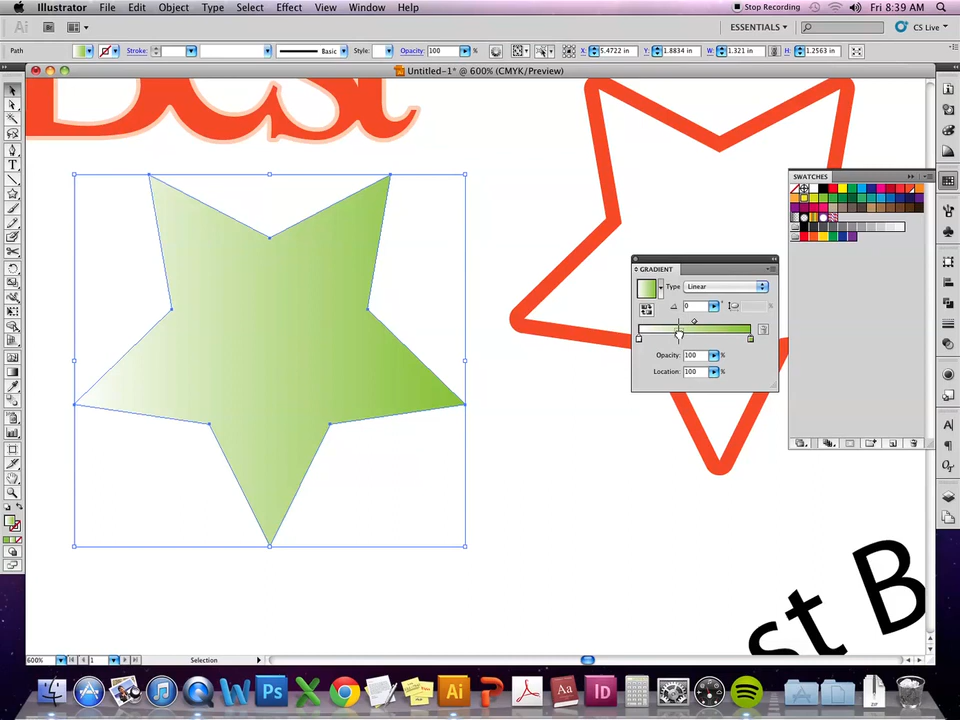 Illustrator File Edit Object Type Select Effect View Window Help
Stop Recording Fri 8:39 AM
ESSENTIALS CS Live
Path Stroke: Basic Style: Opacity: 100 % X: 5.4722 in Y: 1.8834 in W: 1.321 in H: 1.2563 in
Untitled-1* @ 600% (CMYK/Preview)
Best
SWATCHES
GRADIENT
Type Linear
0 °
%
Opacity: 100 %
Location: 100 %
st B
600% 1 Selection